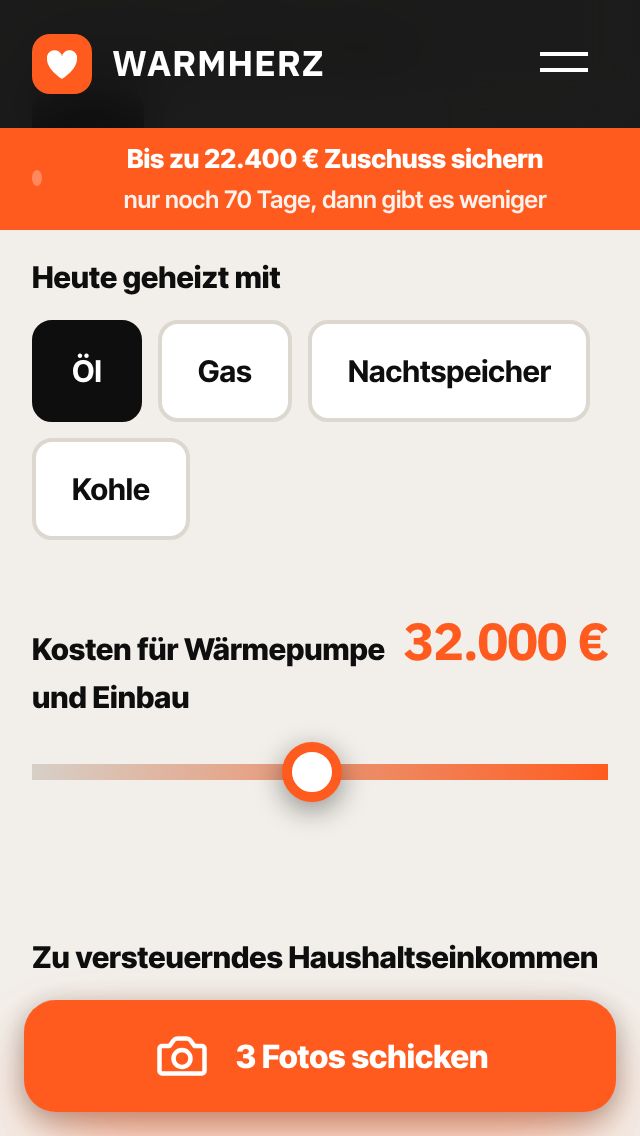 WARMHERZ
Bis zu 22.400 € Zuschuss sichern
nur noch 70 Tage, dann gibt es weniger
Heute geheizt mit
Öl
Gas
Nachtspeicher
Kohle
Kosten für Wärmepumpe
und Einbau
32.000 €
Zu versteuerndes Haushaltseinkommen
3 Fotos schicken